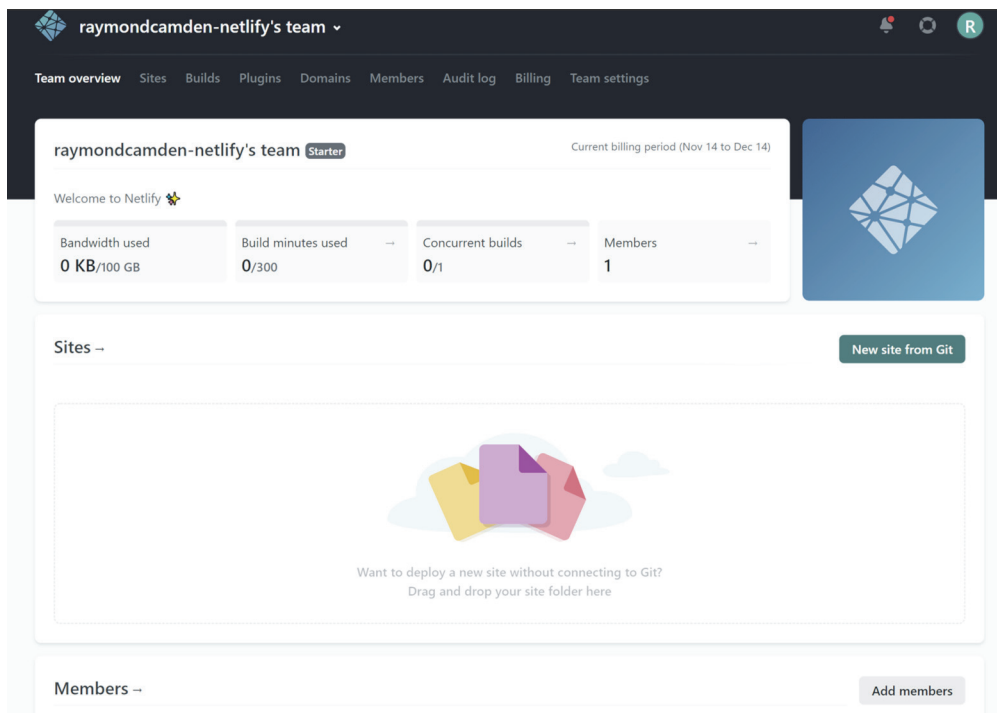 raymondcamden-netlify's team
R
Team overview Sites Builds Plugins Domains Members Audit log Billing Team settings
raymondcamden-netlify's team Starter
Current billing period (Nov 14 to Dec 14)
Welcome to Netlify ✨
Bandwidth used
0 KB/100 GB
Build minutes used →
0/300
Concurrent builds →
0/1
Members →
1
Sites →
New site from Git
Want to deploy a new site without connecting to Git?
Drag and drop your site folder here
Members →
Add members